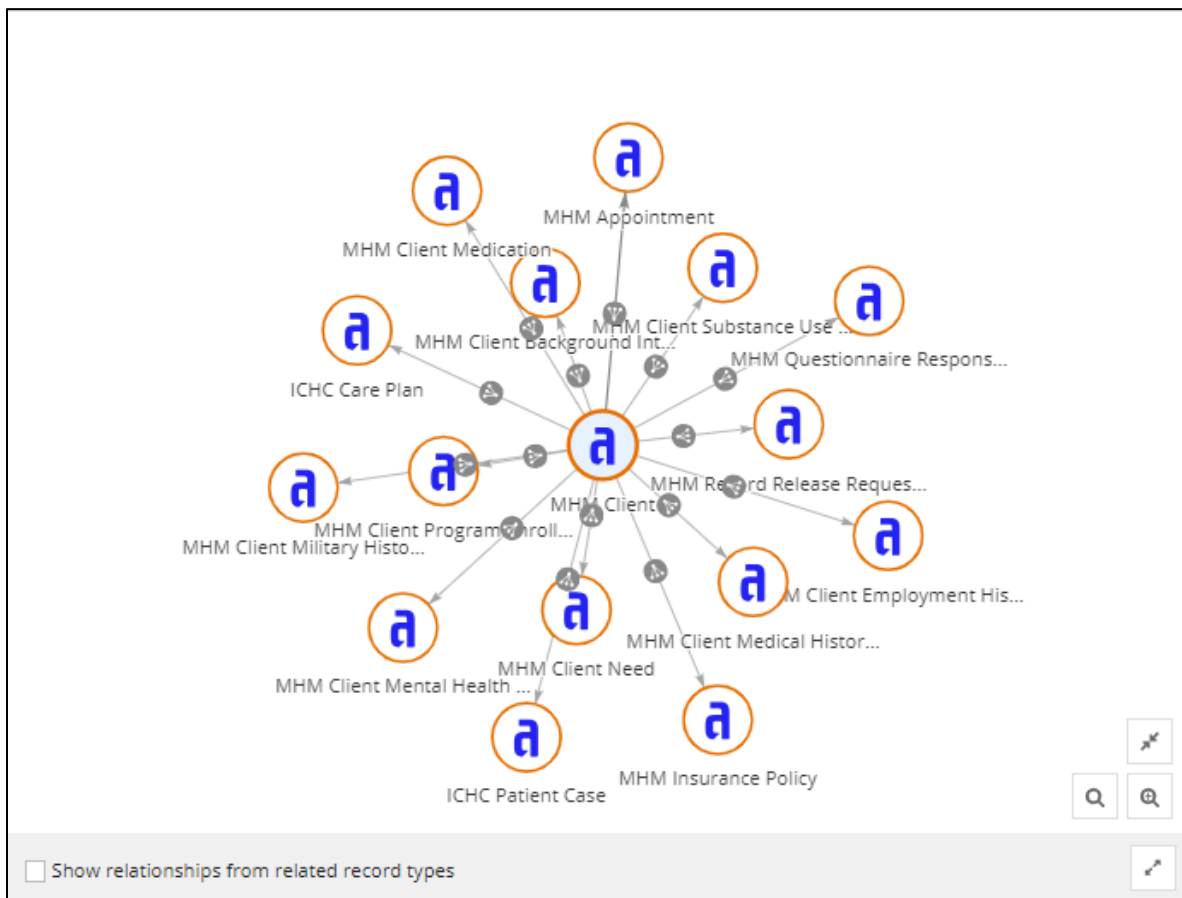 MHM Appointment
MHM Client Medication
MHM Client Substance Use ...
MHM Client Background Int...
MHM Questionnaire Respons...
ICHC Care Plan
MHM Record Release Reques...
MHM Client
MHM Client Program Enroll...
MHM Client Military Histo...
M Client Employment His...
MHM Client Medical Histor...
MHM Client Need
MHM Client Mental Health ...
MHM Insurance Policy
ICHC Patient Case
Show relationships from related record types